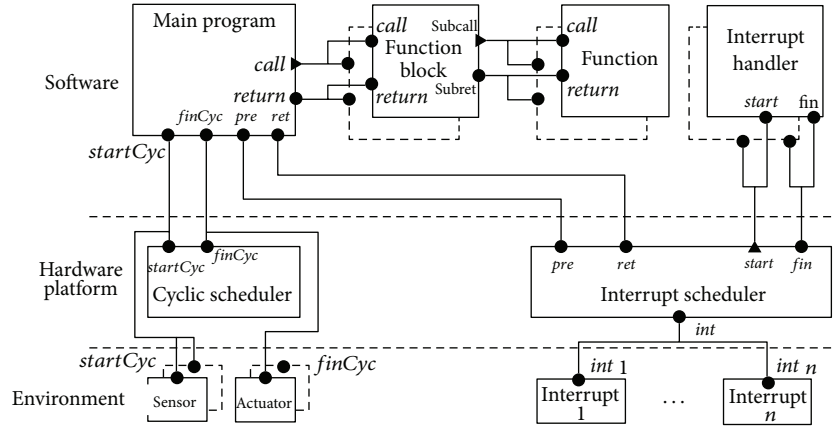 Main program
call
return
startCyc
finCyc
pre
ret
call
Function
block
return
Subcall
Subret
call
Function
return
Interrupt
handler
start
fin
Software
Hardware
platform
startCyc
finCyc
Cyclic scheduler
pre
ret
start
fin
Interrupt scheduler
int
Environment
startCyc
finCyc
Sensor
Actuator
int 1
Interrupt
1
...
int n
Interrupt
n